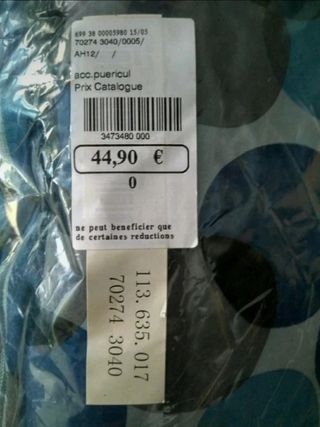 699 38 00003980 15/03
70274 3040/0005/
AH12/ /
acc.puericul
Prix Catalogue
3473480 000
44,90 €
0
ne peut beneficier que
de certaines reductions
113.635.017
70274 3040